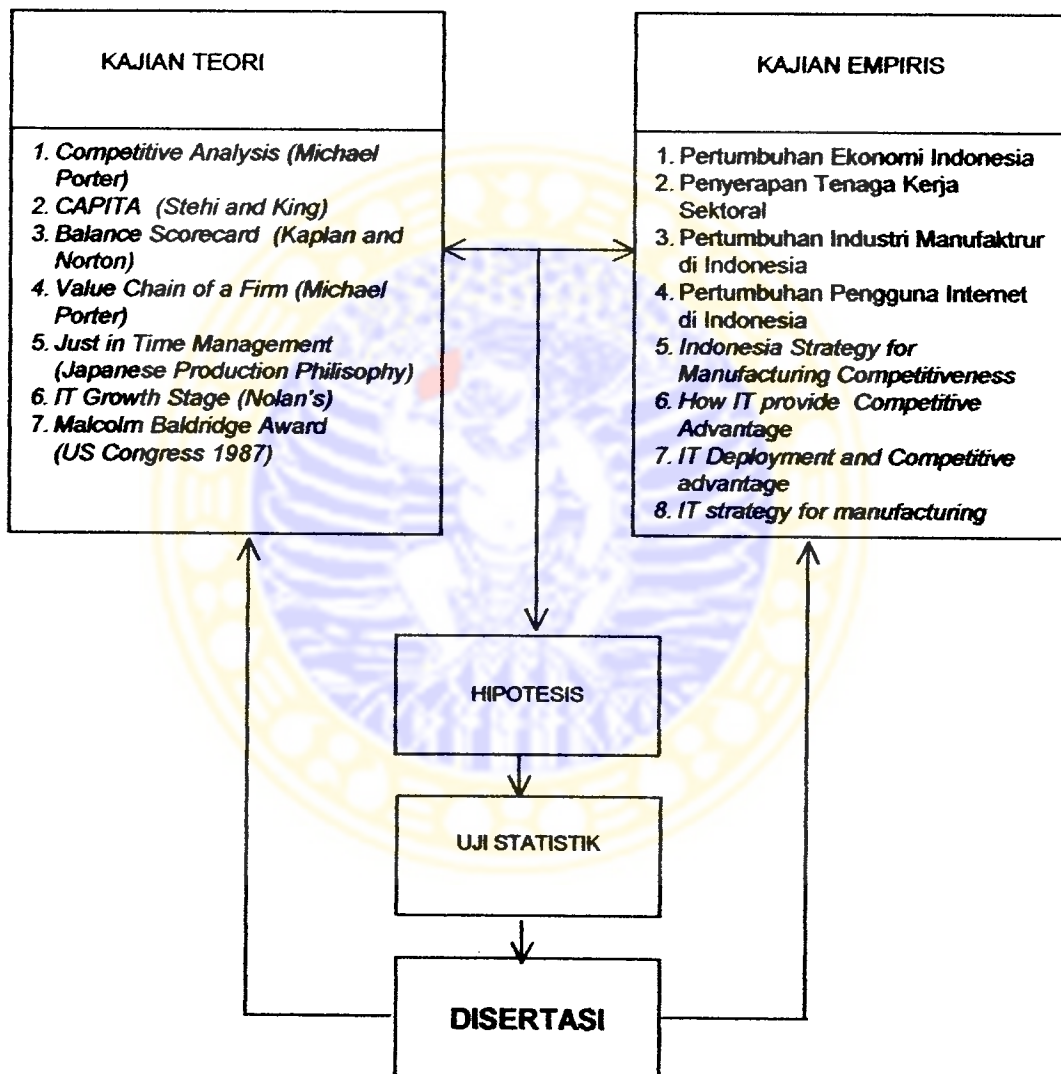 KAJIAN TEORI
1. Competitive Analysis (Michael
Porter)
2. CAPITA (Stehi and King)
3. Balance Scorecard (Kaplan and
Norton)
4. Value Chain of a Firm (Michael
Porter)
5. Just in Time Management
(Japanese Production Philisophy)
6. IT Growth Stage (Nolan's)
7. Malcolm Baldridge Award
(US Congress 1987)
KAJIAN EMPIRIS
1. Pertumbuhan Ekonomi Indonesia
2. Penyerapan Tenaga Kerja
Sektoral
3. Pertumbuhan Industri Manufaktrur
di Indonesia
4. Pertumbuhan Pengguna Internet
di Indonesia
5. Indonesia Strategy for
Manufacturing Competitiveness
6. How IT provide Competitive
Advantage
7. IT Deployment and Competitive
advantage
8. IT strategy for manufacturing
HIPOTESIS
UJI STATISTIK
DISERTASI